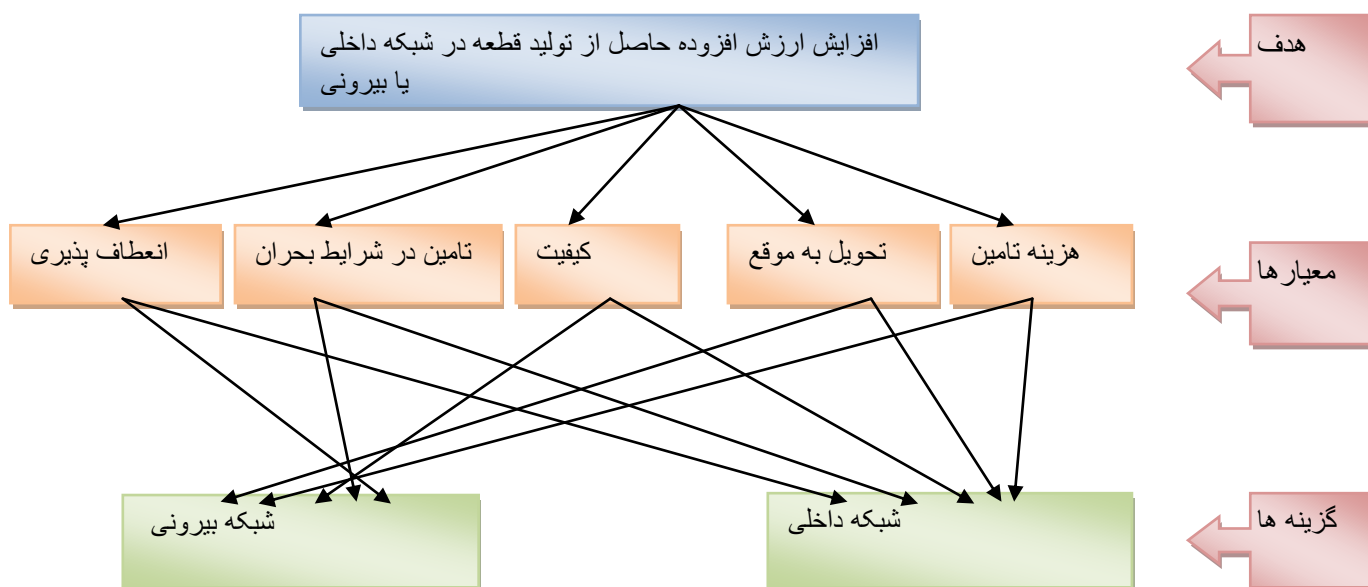 افزایش ارزش افزوده حاصل از تولید قطعه در شبکه داخلی
یا بیرونی
هدف
هزینه تامین
تحویل به موقع
کیفیت
تامین در شرایط بحران
انعطاف پذیری
معیارها
شبکه داخلی
شبکه بیرونی
گزینه ها